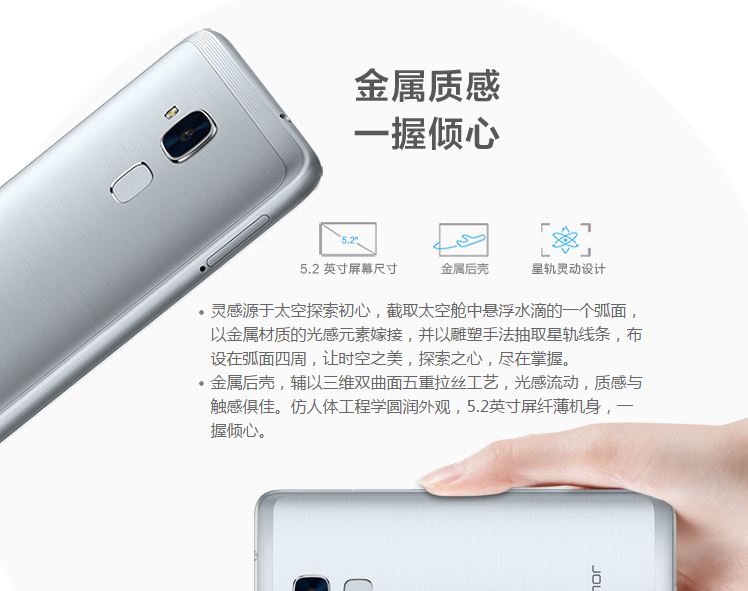 金属质感
一握倾心
5.2"
5.2 英寸屏幕尺寸
金属后壳
星轨灵动设计
• 灵感源于太空探索初心，截取太空舱中悬浮水滴的一个弧面，
以金属材质的光感元素嫁接，并以雕塑手法抽取星轨线条，布
设在弧面四周，让时空之美，探索之心，尽在掌握。
• 金属后壳，辅以三维双曲面五重拉丝工艺，光感流动，质感与
触感俱佳。仿人体工程学圆润外观，5.2英寸屏纤薄机身，一
握倾心。